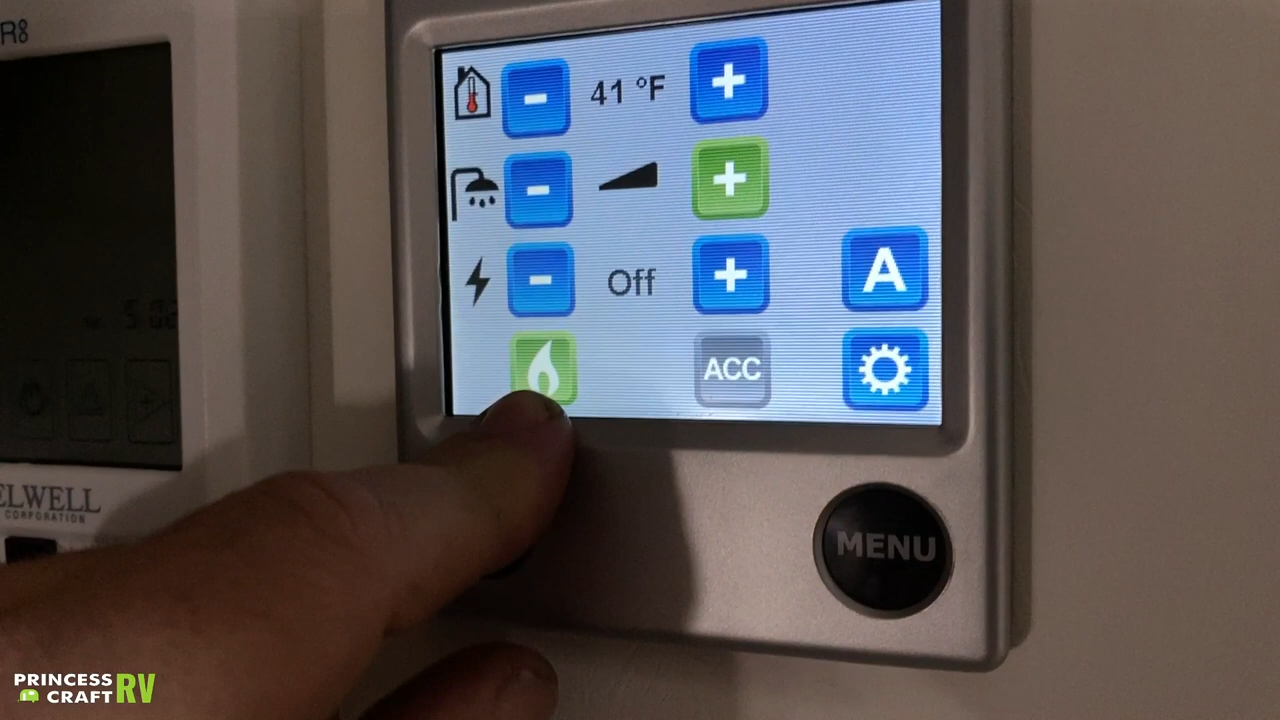 41 °F
Off
A
ACC
ELWELL
CORPORATION
MENU
PRINCESS
CRAFT RV